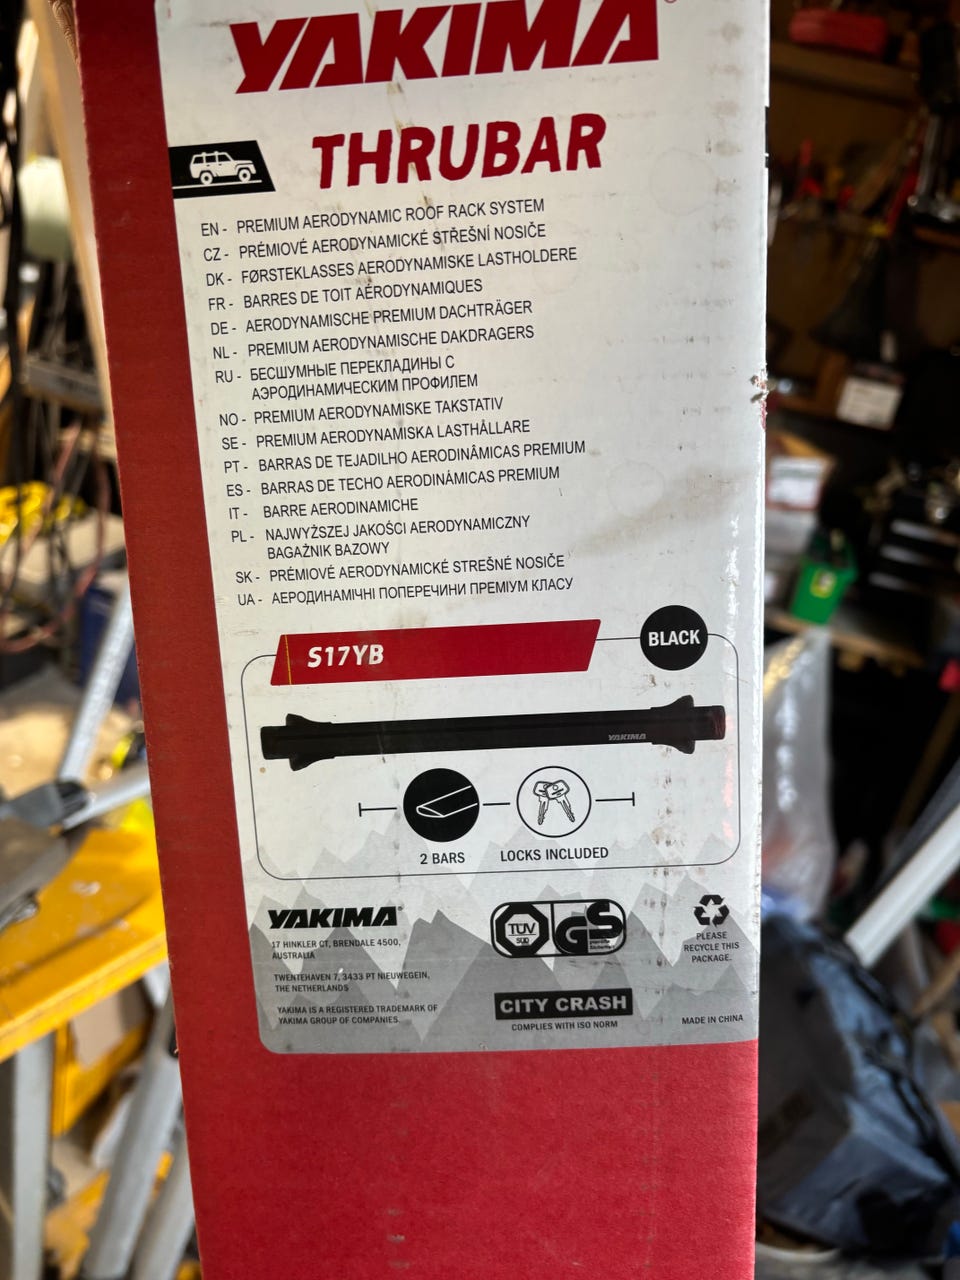 YAKIMA
THRUBAR
EN - PREMIUM AERODYNAMIC ROOF RACK SYSTEM
CZ - PRÉMIOVÉ AERODYNAMICKÉ STŘEŠNÍ NOSIČE
DK - FØRSTEKLASSES AERODYNAMISKE LASTHOLDERE
FR - BARRES DE TOIT AÉRODYNAMIQUES
DE - AERODYNAMISCHE PREMIUM DACHTRÄGER
NL - PREMIUM AERODYNAMISCHE DAKDRAGERS
RU - БЕСШУМНЫЕ ПЕРЕКЛАДИНЫ С
АЭРОДИНАМИЧЕСКИМ ПРОФИЛЕМ
NO - PREMIUM AERODYNAMISKE TAKSTATIV
SE - PREMIUM AERODYNAMISKA LASTHÅLLARE
PT - BARRAS DE TEJADILHO AERODINÂMICAS PREMIUM
ES - BARRAS DE TECHO AERODINÁMICAS PREMIUM
IT - BARRE AERODINAMICHE
PL - NAJWYŻSZEJ JAKOŚCI AERODYNAMICZNY
BAGAŻNIK BAZOWY
SK - PRÉMIOVÉ AERODYNAMICKÉ STREŠNÉ NOSIČE
UA - АЕРОДИНАМІЧНІ ПОПЕРЕЧИНИ ПРЕМІУМ КЛАСУ
S17YB
BLACK
YAKIMA
2 BARS
LOCKS INCLUDED
YAKIMA®
17 HINKLER CT, BRENDALE 4500,
AUSTRALIA
TWENTEHAVEN 7, 3433 PT NIEUWEGEIN,
THE NETHERLANDS
YAKIMA IS A REGISTERED TRADEMARK OF
YAKIMA GROUP OF COMPANIES.
TÜV
SÜD
GS
geprüfte
Sicherheit
CITY CRASH
COMPLIES WITH ISO NORM
PLEASE
RECYCLE THIS
PACKAGE.
MADE IN CHINA